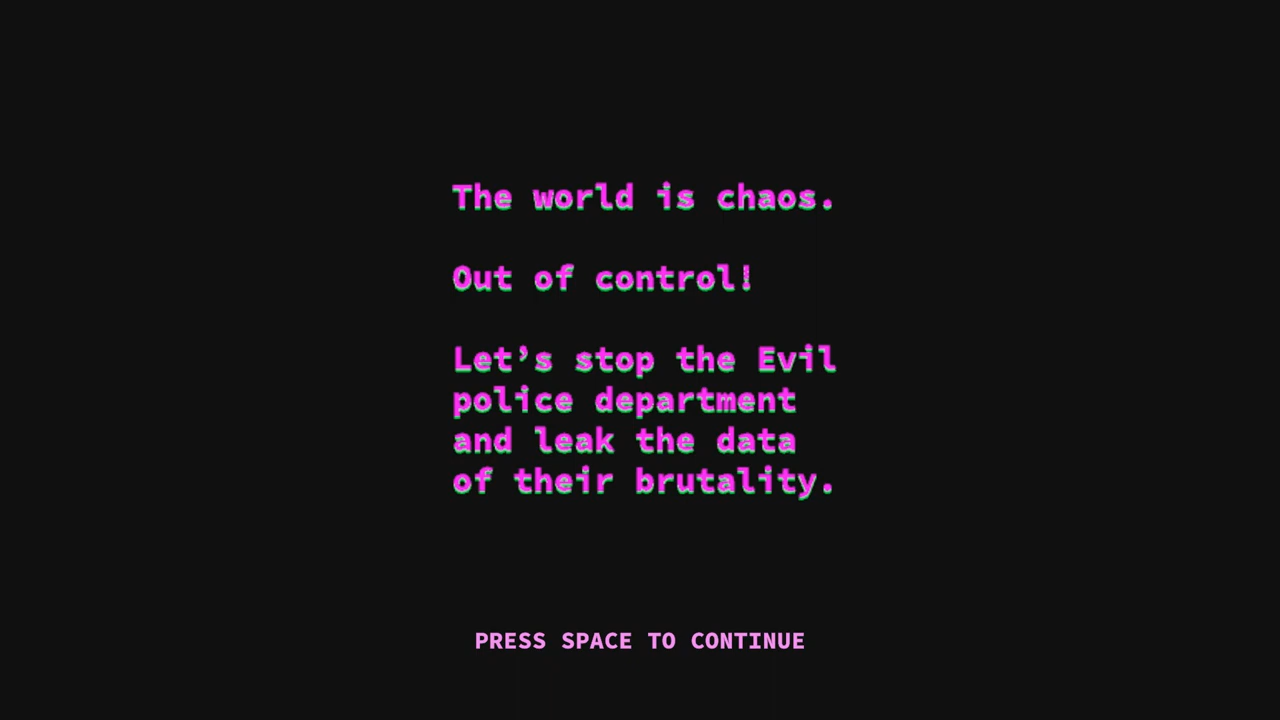 The world is chaos.
Out of control!
Let’s stop the Evil
police department
and leak the data
of their brutality.
PRESS SPACE TO CONTINUE